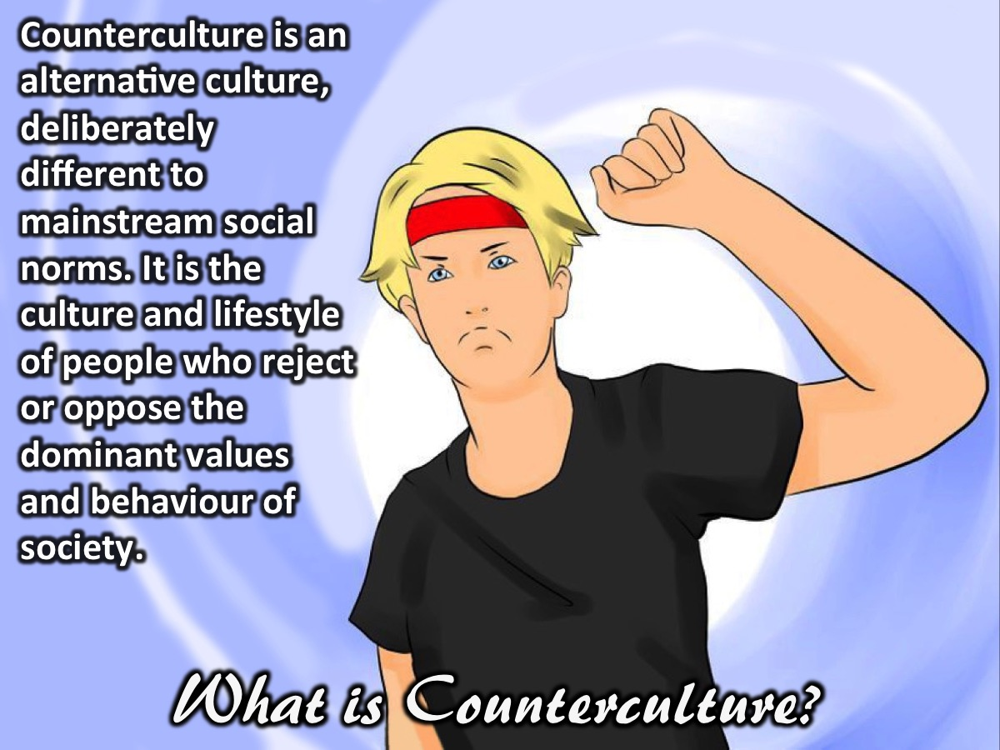 Counterculture is an
alternative culture,
deliberately
different to
mainstream social
norms. It is the
culture and lifestyle
of people who reject
or oppose the
dominant values
and behaviour of
society.
What is Counterculture?